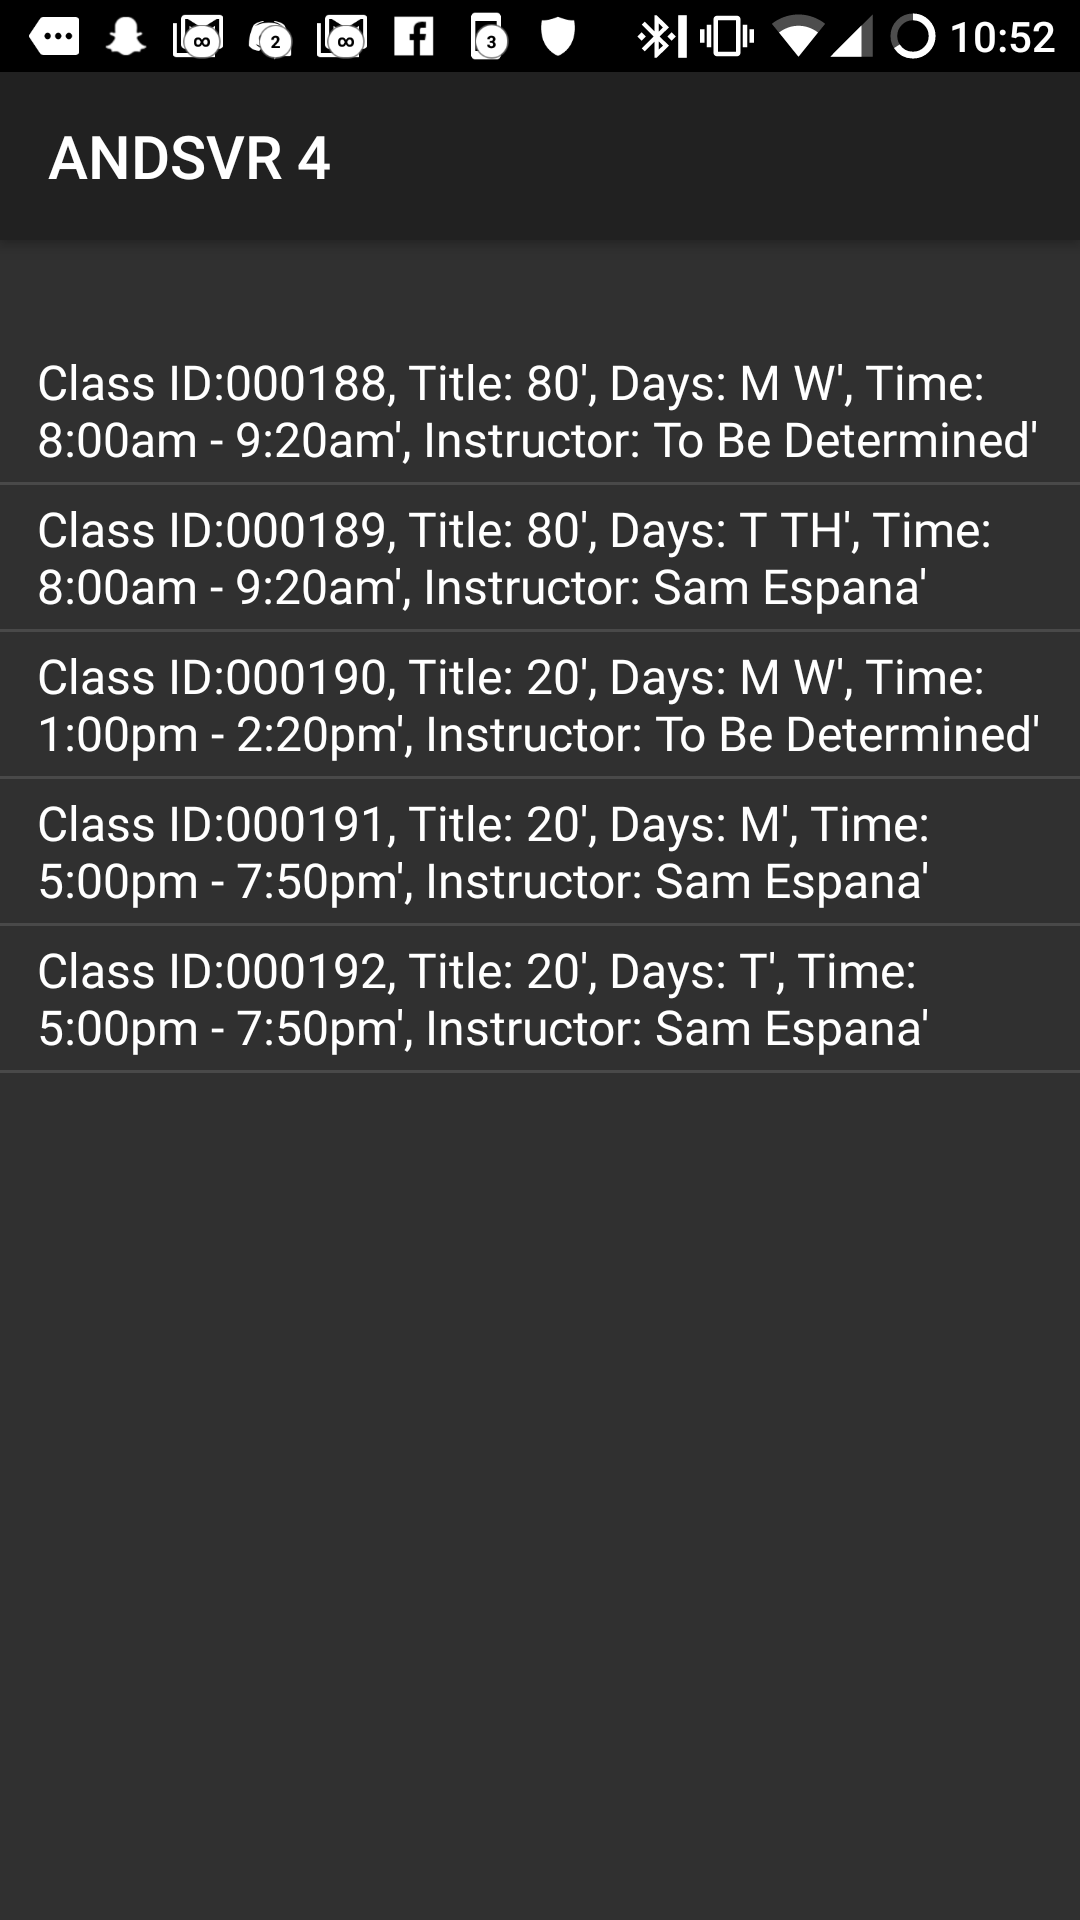 ∞ 2 ∞ 3 10:52
ANDSVR 4
Class ID:000188, Title: 80', Days: M W', Time:
8:00am - 9:20am', Instructor: To Be Determined'
Class ID:000189, Title: 80', Days: T TH', Time:
8:00am - 9:20am', Instructor: Sam Espana'
Class ID:000190, Title: 20', Days: M W', Time:
1:00pm - 2:20pm', Instructor: To Be Determined'
Class ID:000191, Title: 20', Days: M', Time:
5:00pm - 7:50pm', Instructor: Sam Espana'
Class ID:000192, Title: 20', Days: T', Time:
5:00pm - 7:50pm', Instructor: Sam Espana'